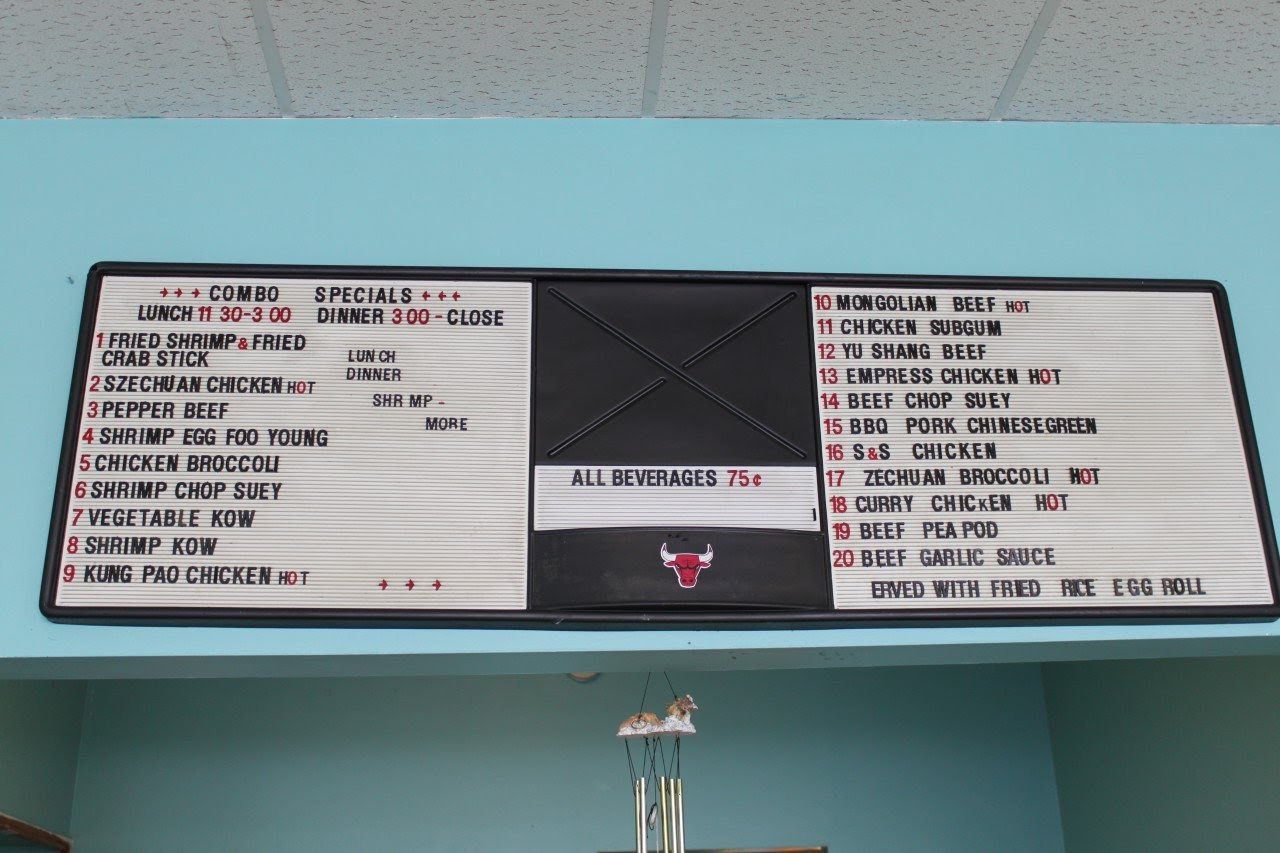 →→→ COMBO SPECIALS ←←←
LUNCH 11 30-3 00 DINNER 3 00 - CLOSE
1 FRIED SHRIMP & FRIED
CRAB STICK
LUNCH
DINNER
SHR MP -
MORE
2 SZECHUAN CHICKEN HOT
3 PEPPER BEEF
4 SHRIMP EGG FOO YOUNG
5 CHICKEN BROCCOLI
6 SHRIMP CHOP SUEY
7 VEGETABLE KOW
8 SHRIMP KOW
9 KUNG PAO CHICKEN HOT →→→
ALL BEVERAGES 75¢
10 MONGOLIAN BEEF HOT
11 CHICKEN SUBGUM
12 YU SHANG BEEF
13 EMPRESS CHICKEN HOT
14 BEEF CHOP SUEY
15 BBQ PORK CHINESE GREEN
16 S&S CHICKEN
17 ZECHUAN BROCCOLI HOT
18 CURRY CHICKEN HOT
19 BEEF PEA POD
20 BEEF GARLIC SAUCE
ERVED WITH FRIED RICE EGG ROLL